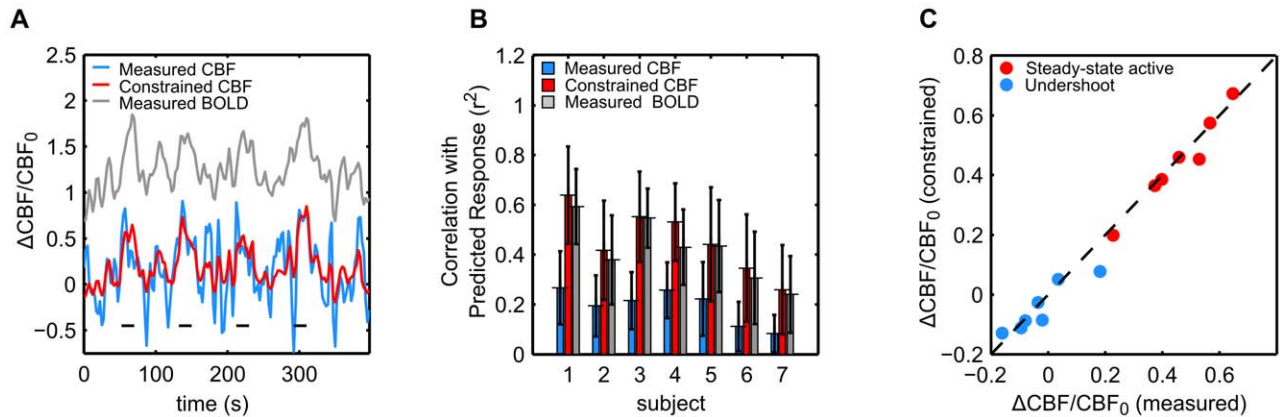 A
2.5
2
1.5
1
0.5
0
−0.5
ΔCBF/CBF₀
Measured CBF
Constrained CBF
Measured BOLD
0 100 200 300
time (s)
B
1.2
1
0.8
0.6
0.4
0.2
0
Correlation with
Predicted Response (r²)
Measured CBF
Constrained CBF
Measured BOLD
1 2 3 4 5 6 7
subject
C
0.8
0.6
0.4
0.2
0
−0.2
ΔCBF/CBF₀ (constrained)
Steady-state active
Undershoot
−0.2 0 0.2 0.4 0.6
ΔCBF/CBF₀ (measured)